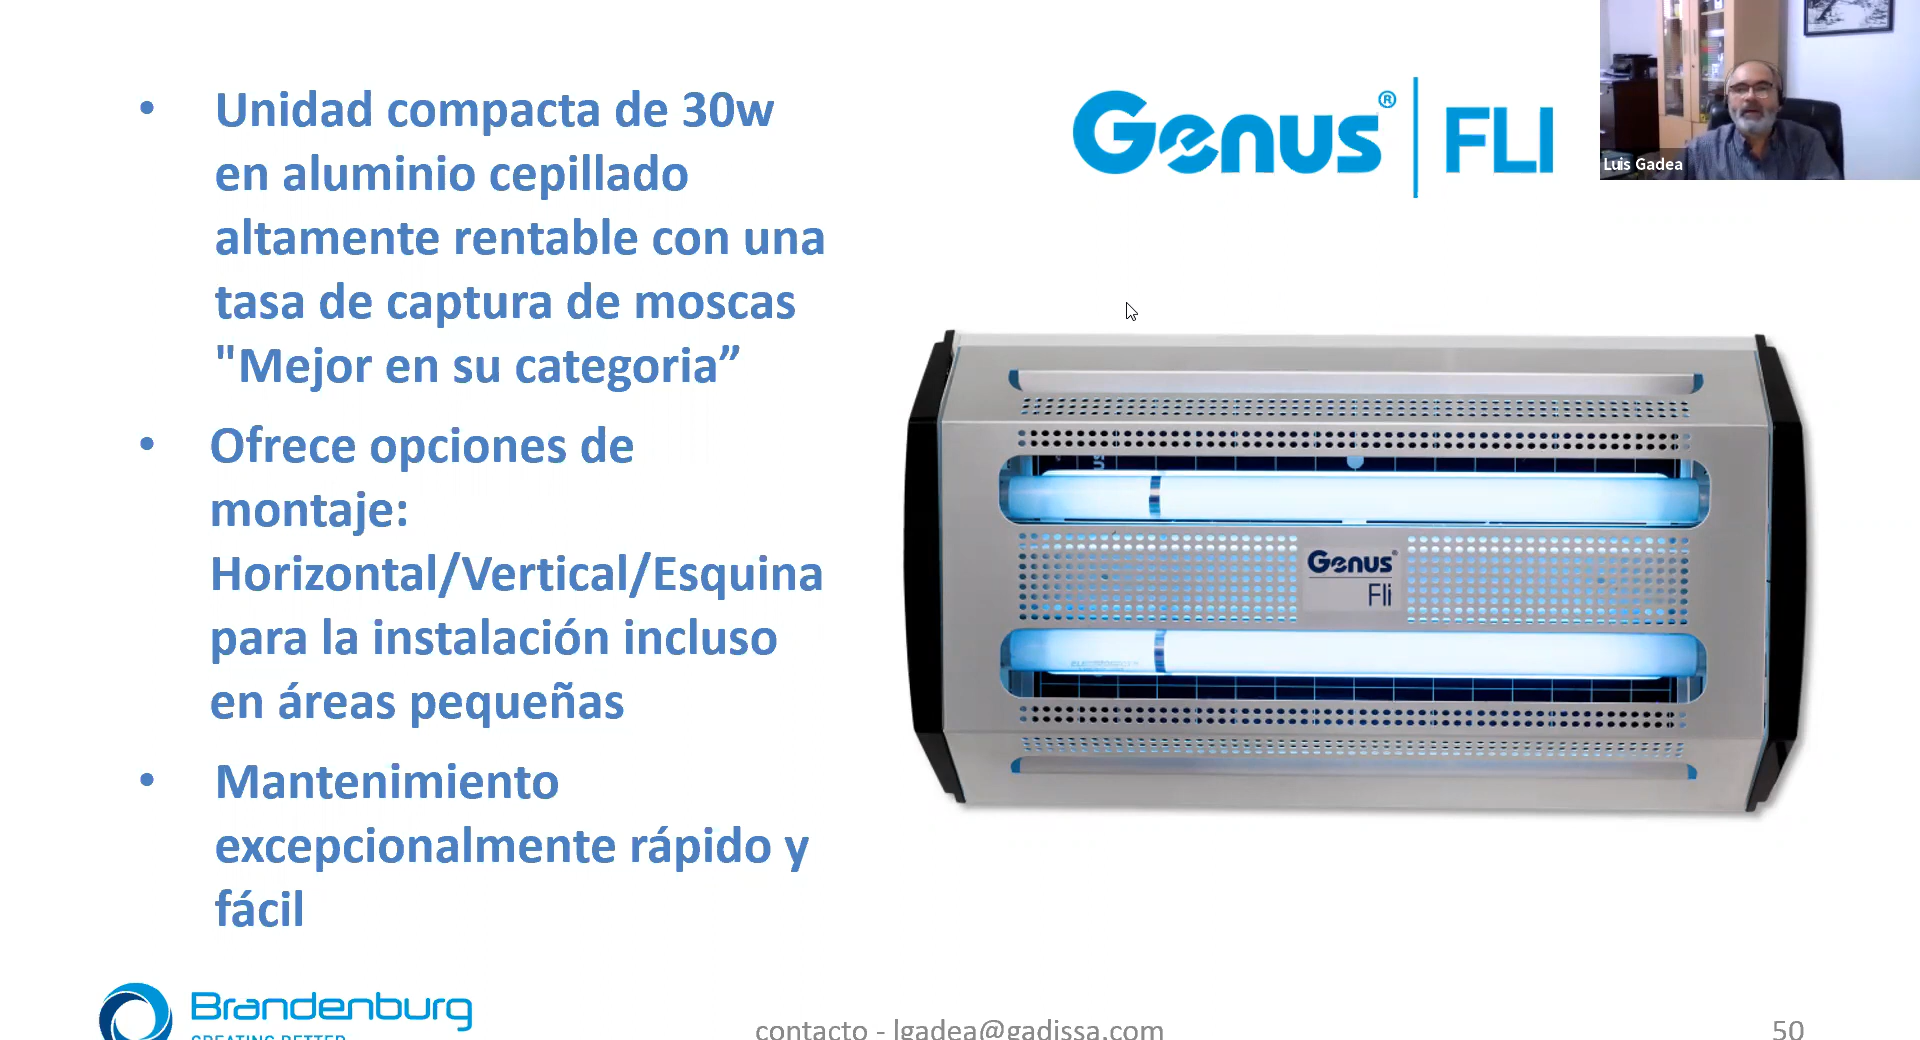 • Unidad compacta de 30w
en aluminio cepillado
altamente rentable con una
tasa de captura de moscas
"Mejor en su categoria”
• Ofrece opciones de
montaje:
Horizontal/Vertical/Esquina
para la instalación incluso
en áreas pequeñas
• Mantenimiento
excepcionalmente rápido y
fácil
Genus® | FLI
Luis Gadea
Genus®
Fli
Brandenburg
CREATING BETTER
contacto - lgadea@gadissa.com
50